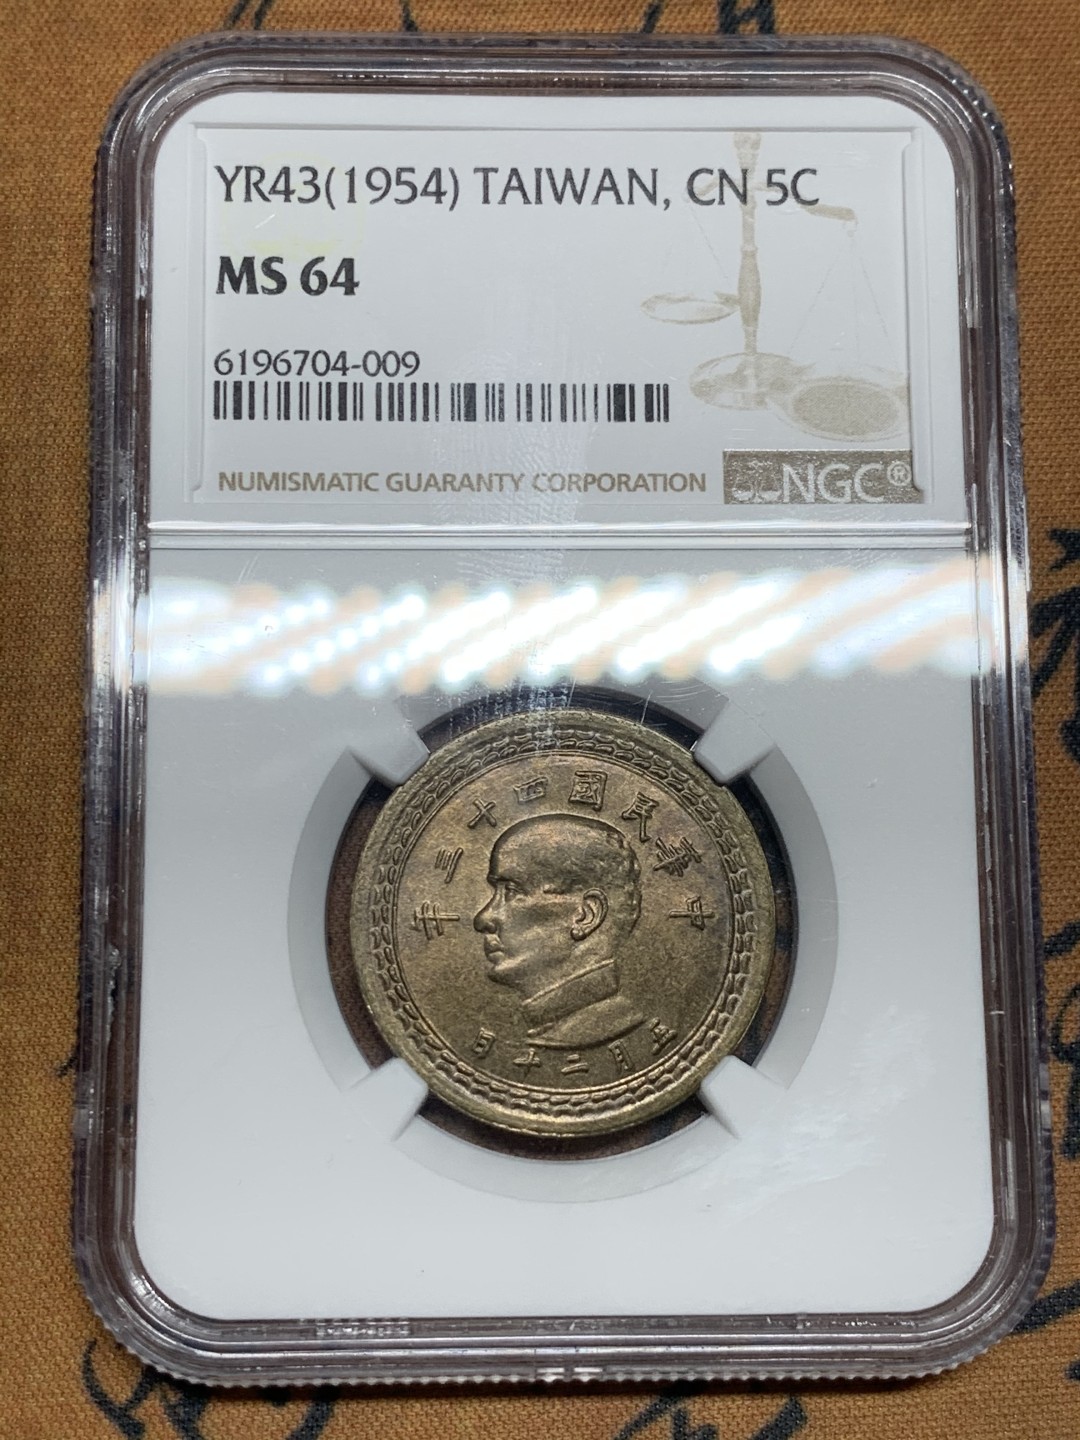 YR43(1954) TAIWAN, CN 5C
MS 64
6196704-009
NUMISMATIC GUARANTY CORPORATION
NGC®
中華民國四十三年
五月二十日